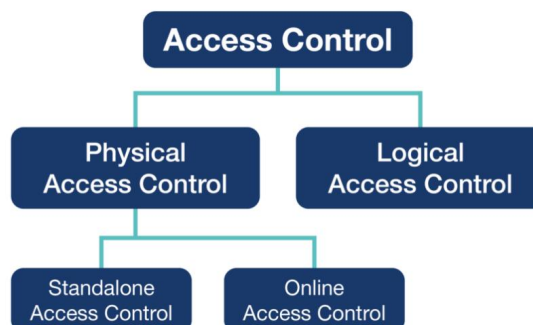 Access Control
Physical
Access Control
Logical
Access Control
Standalone
Access Control
Online
Access Control